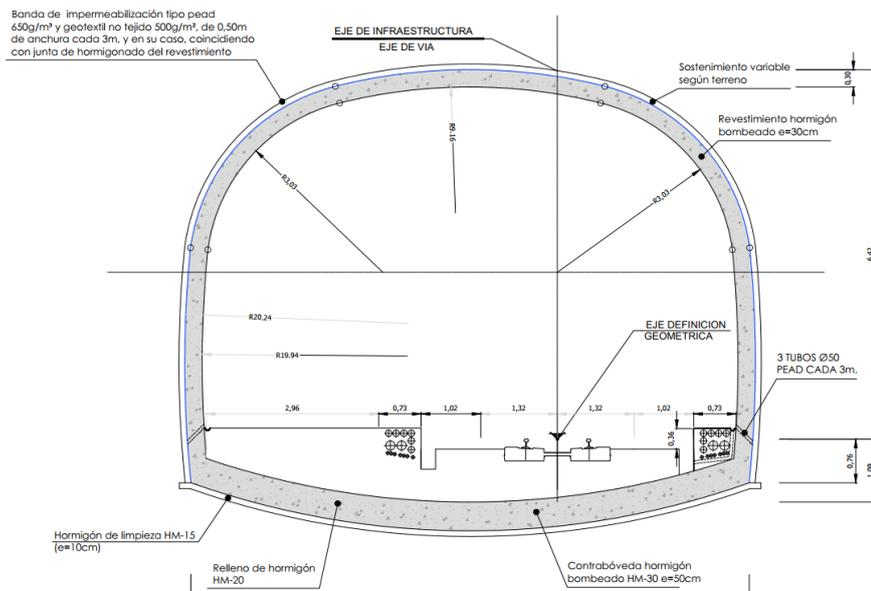 Banda de impermeabilización tipo pead
650g/m² y geotextil no tejido 500g/m², de 0,50m
de anchura cada 3m, y en su caso, coincidiendo
con junta de hormigonado del revestimiento
EJE DE INFRAESTRUCTURA
EJE DE VIA
Sostenimiento variable
según terreno
0,30
Revestimiento hormigón
bombeado e=30cm
R9.16
R3,03
R3,03
R20,24
R19.94
EJE DEFINICION
GEOMETRICA
3 TUBOS Ø50
PEAD CADA 3m.
2,96
0,73
1,02
1,32
1,32
1,02
0,73
0,36
0,76
Hormigón de limpieza HM-15
(e=10cm)
Relleno de hormigón
HM-20
Contrabóveda hormigón
bombeado HM-30 e=50cm